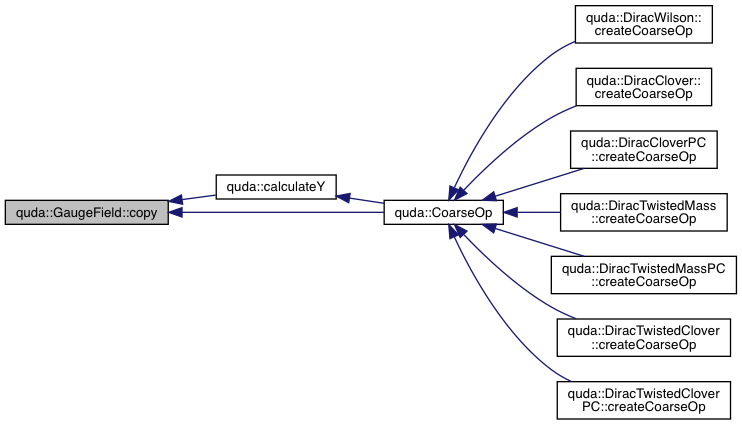 quda::GaugeField::copy
quda::calculateY
quda::CoarseOp
quda::DiracWilson::
createCoarseOp
quda::DiracClover::
createCoarseOp
quda::DiracCloverPC
::createCoarseOp
quda::DiracTwistedMass
::createCoarseOp
quda::DiracTwistedMassPC
::createCoarseOp
quda::DiracTwistedClover
::createCoarseOp
quda::DiracTwistedClover
PC::createCoarseOp